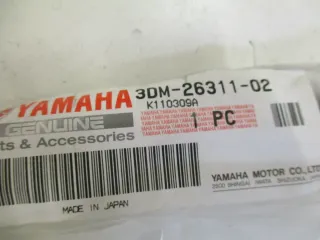 YAMAHA 3DM-26311-02
GENUINE K110309A
ts & Accessories 1 PC
YAMAHA MOTOR CO.,LTD.
MADE IN JAPAN